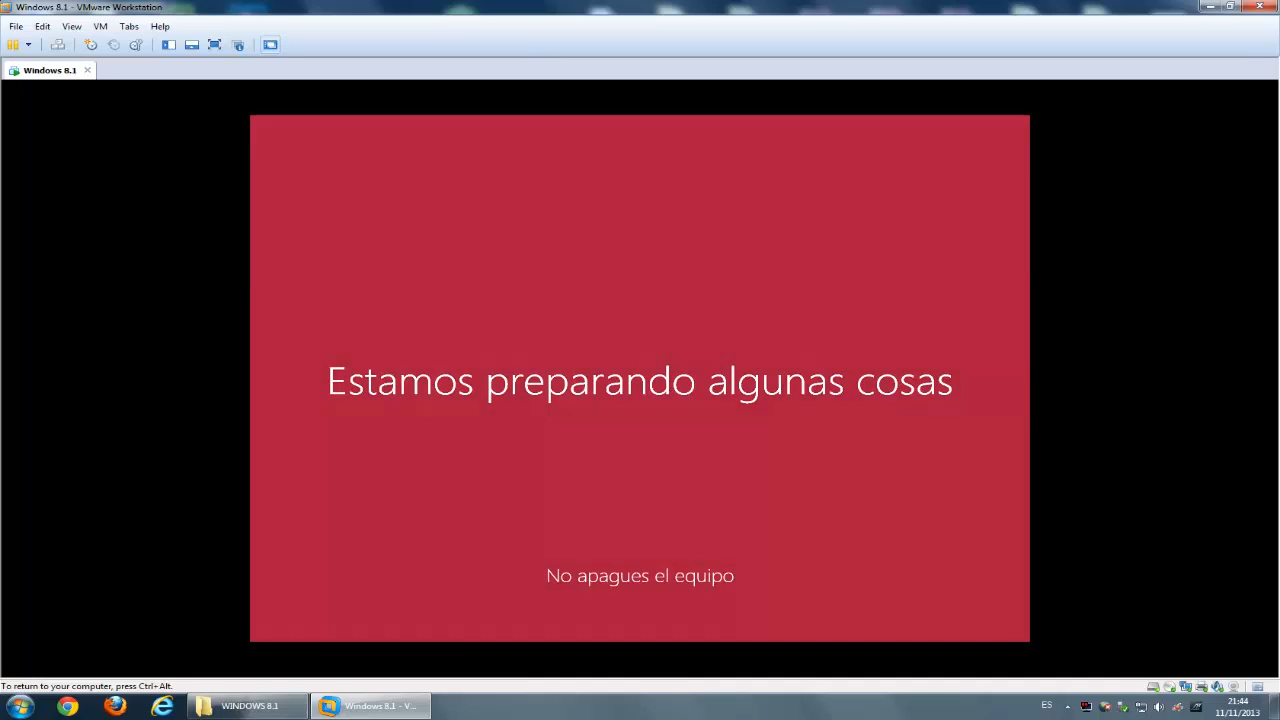 Windows 8.1 - VMware Workstation
File Edit View VM Tabs Help
Windows 8.1
Estamos preparando algunas cosas
No apagues el equipo
To return to your computer, press Ctrl+Alt.
WINDOWS 8.1
Windows 8.1 - V...
ES
21:44
11/11/2013